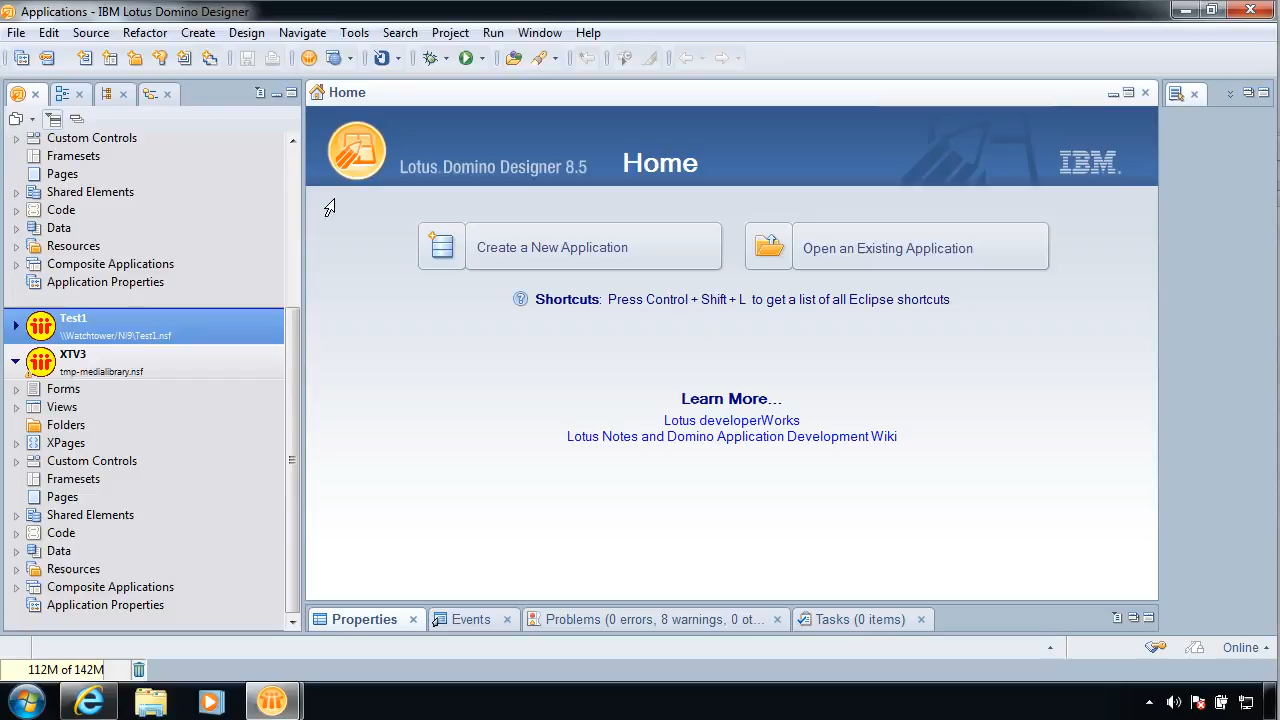 Applications - IBM Lotus Domino Designer
File Edit Source Refactor Create Design Navigate Tools Search Project Run Window Help
Home
Custom Controls
Framesets
Pages
Shared Elements
Code
Data
Resources
Composite Applications
Application Properties
Test1
\\Watchtower/NI9\Test1.nsf
XTV3
tmp-medialibrary.nsf
Forms
Views
Folders
XPages
Custom Controls
Framesets
Pages
Shared Elements
Code
Data
Resources
Composite Applications
Application Properties
Lotus. Domino Designer 8.5 Home
IBM.
Create a New Application
Open an Existing Application
Shortcuts: Press Control + Shift + L to get a list of all Eclipse shortcuts
Learn More...
Lotus developerWorks
Lotus Notes and Domino Application Development Wiki
Properties
Events
Problems (0 errors, 8 warnings, 0 ot...
Tasks (0 items)
Online
112M of 142M